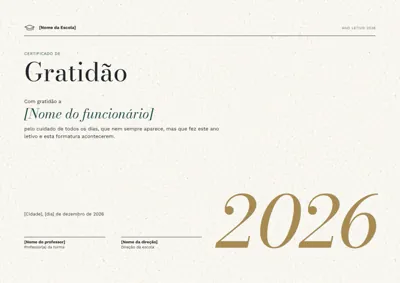 [Nome da Escola]
ANO LETIVO 2026
CERTIFICADO DE
Gratidão
Com gratidão a
[Nome do funcionário]
pelo cuidado de todos os dias, que nem sempre aparece, mas que fez este ano
letivo e esta formatura acontecerem.
[Cidade], [dia] de dezembro de 2026
2026
[Nome do professor]
Professor(a) da turma
[Nome da direção]
Direção da escola